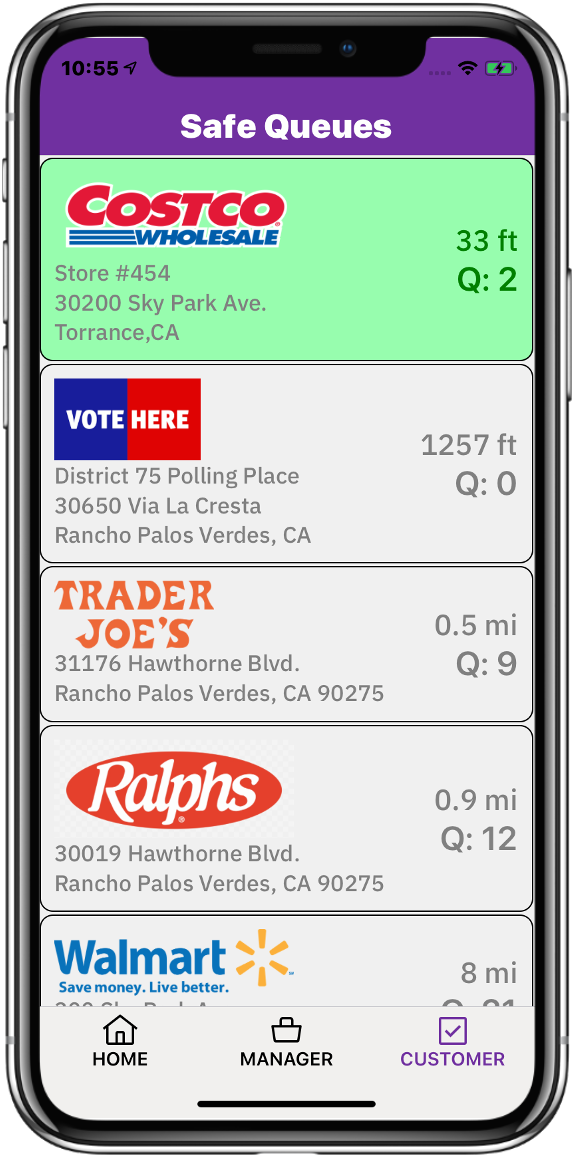 10:55
Safe Queues
COSTCO
WHOLESALE
33 ft
Q: 2
Store #454
30200 Sky Park Ave.
Torrance,CA
VOTE HERE
1257 ft
Q: 0
District 75 Polling Place
30650 Via La Cresta
Rancho Palos Verdes, CA
TRADER
JOE'S
0.5 mi
Q: 9
31176 Hawthorne Blvd.
Rancho Palos Verdes, CA 90275
Ralphs
0.9 mi
Q: 12
30019 Hawthorne Blvd.
Rancho Palos Verdes, CA 90275
Walmart
Save money. Live better.
8 mi
HOME
MANAGER
CUSTOMER